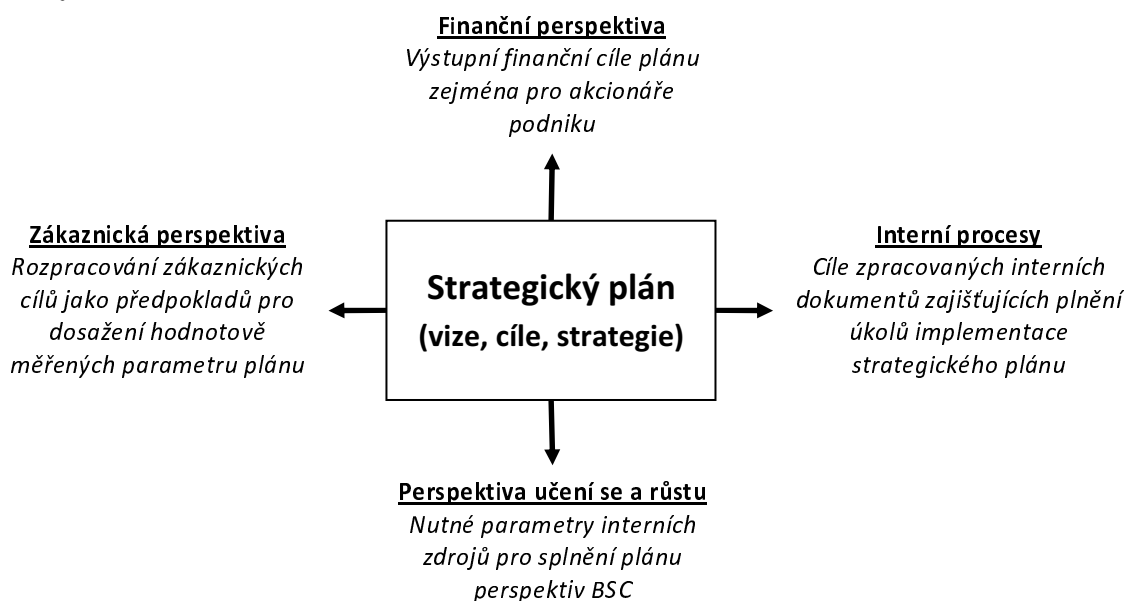 Finanční perspektiva
Výstupní finanční cíle plánu
zejména pro akcionáře
podniku
Zákaznická perspektiva
Rozpracování zákaznických
cílů jako předpokladů pro
dosažení hodnotově
měřených parametru plánu
Strategický plán
(vize, cíle, strategie)
Interní procesy
Cíle zpracovaných interních
dokumentů zajišťujících plnění
úkolů implementace
strategického plánu
Perspektiva učení se a růstu
Nutné parametry interních
zdrojů pro splnění plánu
perspektiv BSC